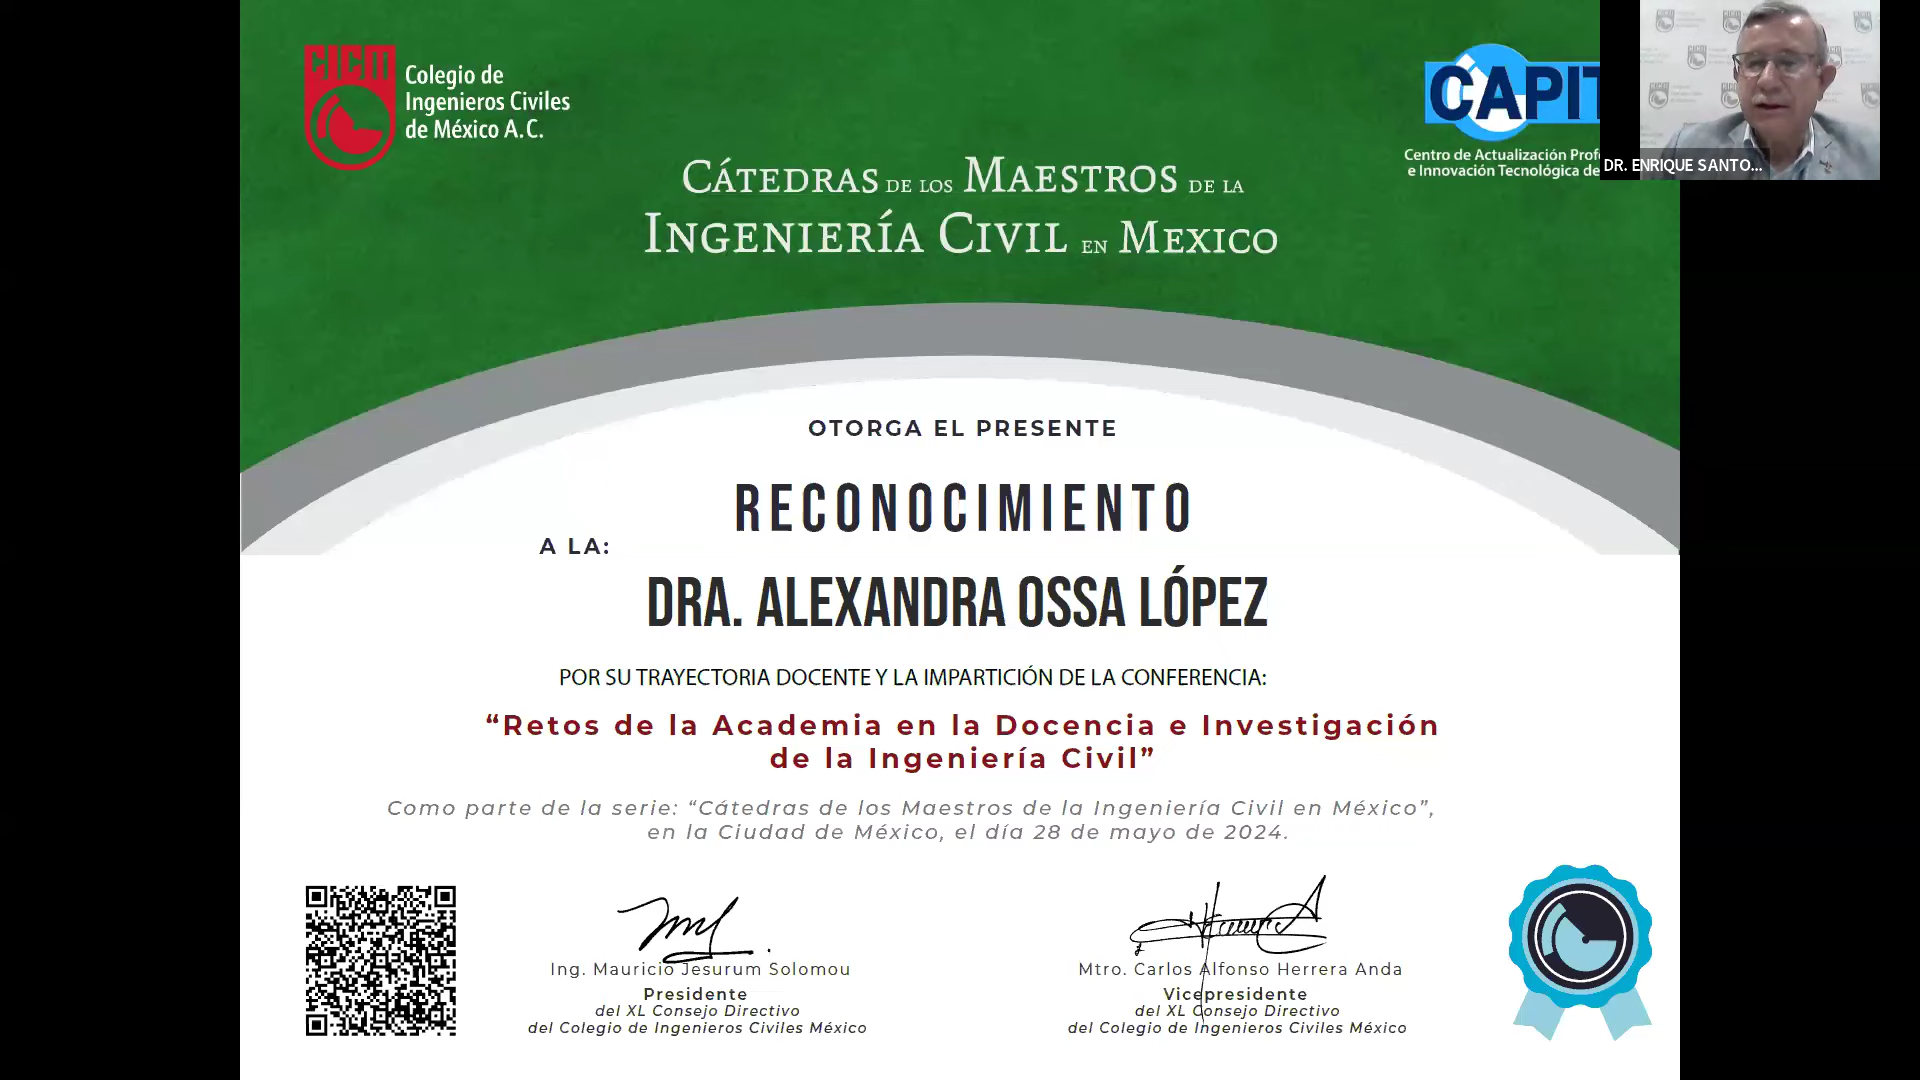 CICM
Colegio de
Ingenieros Civiles
de México A.C.
CAPIT
Centro de Actualización Prof
e Innovación Tecnológica de
DR. ENRIQUE SANTO...
CÁTEDRAS DE LOS MAESTROS DE LA
INGENIERÍA CIVIL EN MEXICO
OTORGA EL PRESENTE
RECONOCIMIENTO
A LA:
DRA. ALEXANDRA OSSA LÓPEZ
POR SU TRAYECTORIA DOCENTE Y LA IMPARTICIÓN DE LA CONFERENCIA:
“Retos de la Academia en la Docencia e Investigación
de la Ingeniería Civil”
Como parte de la serie: “Cátedras de los Maestros de la Ingeniería Civil en México”,
en la Ciudad de México, el día 28 de mayo de 2024.
Ing. Mauricio Jesurum Solomou
Presidente
del XL Consejo Directivo
del Colegio de Ingenieros Civiles México
Mtro. Carlos Alfonso Herrera Anda
Vicepresidente
del XL Consejo Directivo
del Colegio de Ingenieros Civiles México